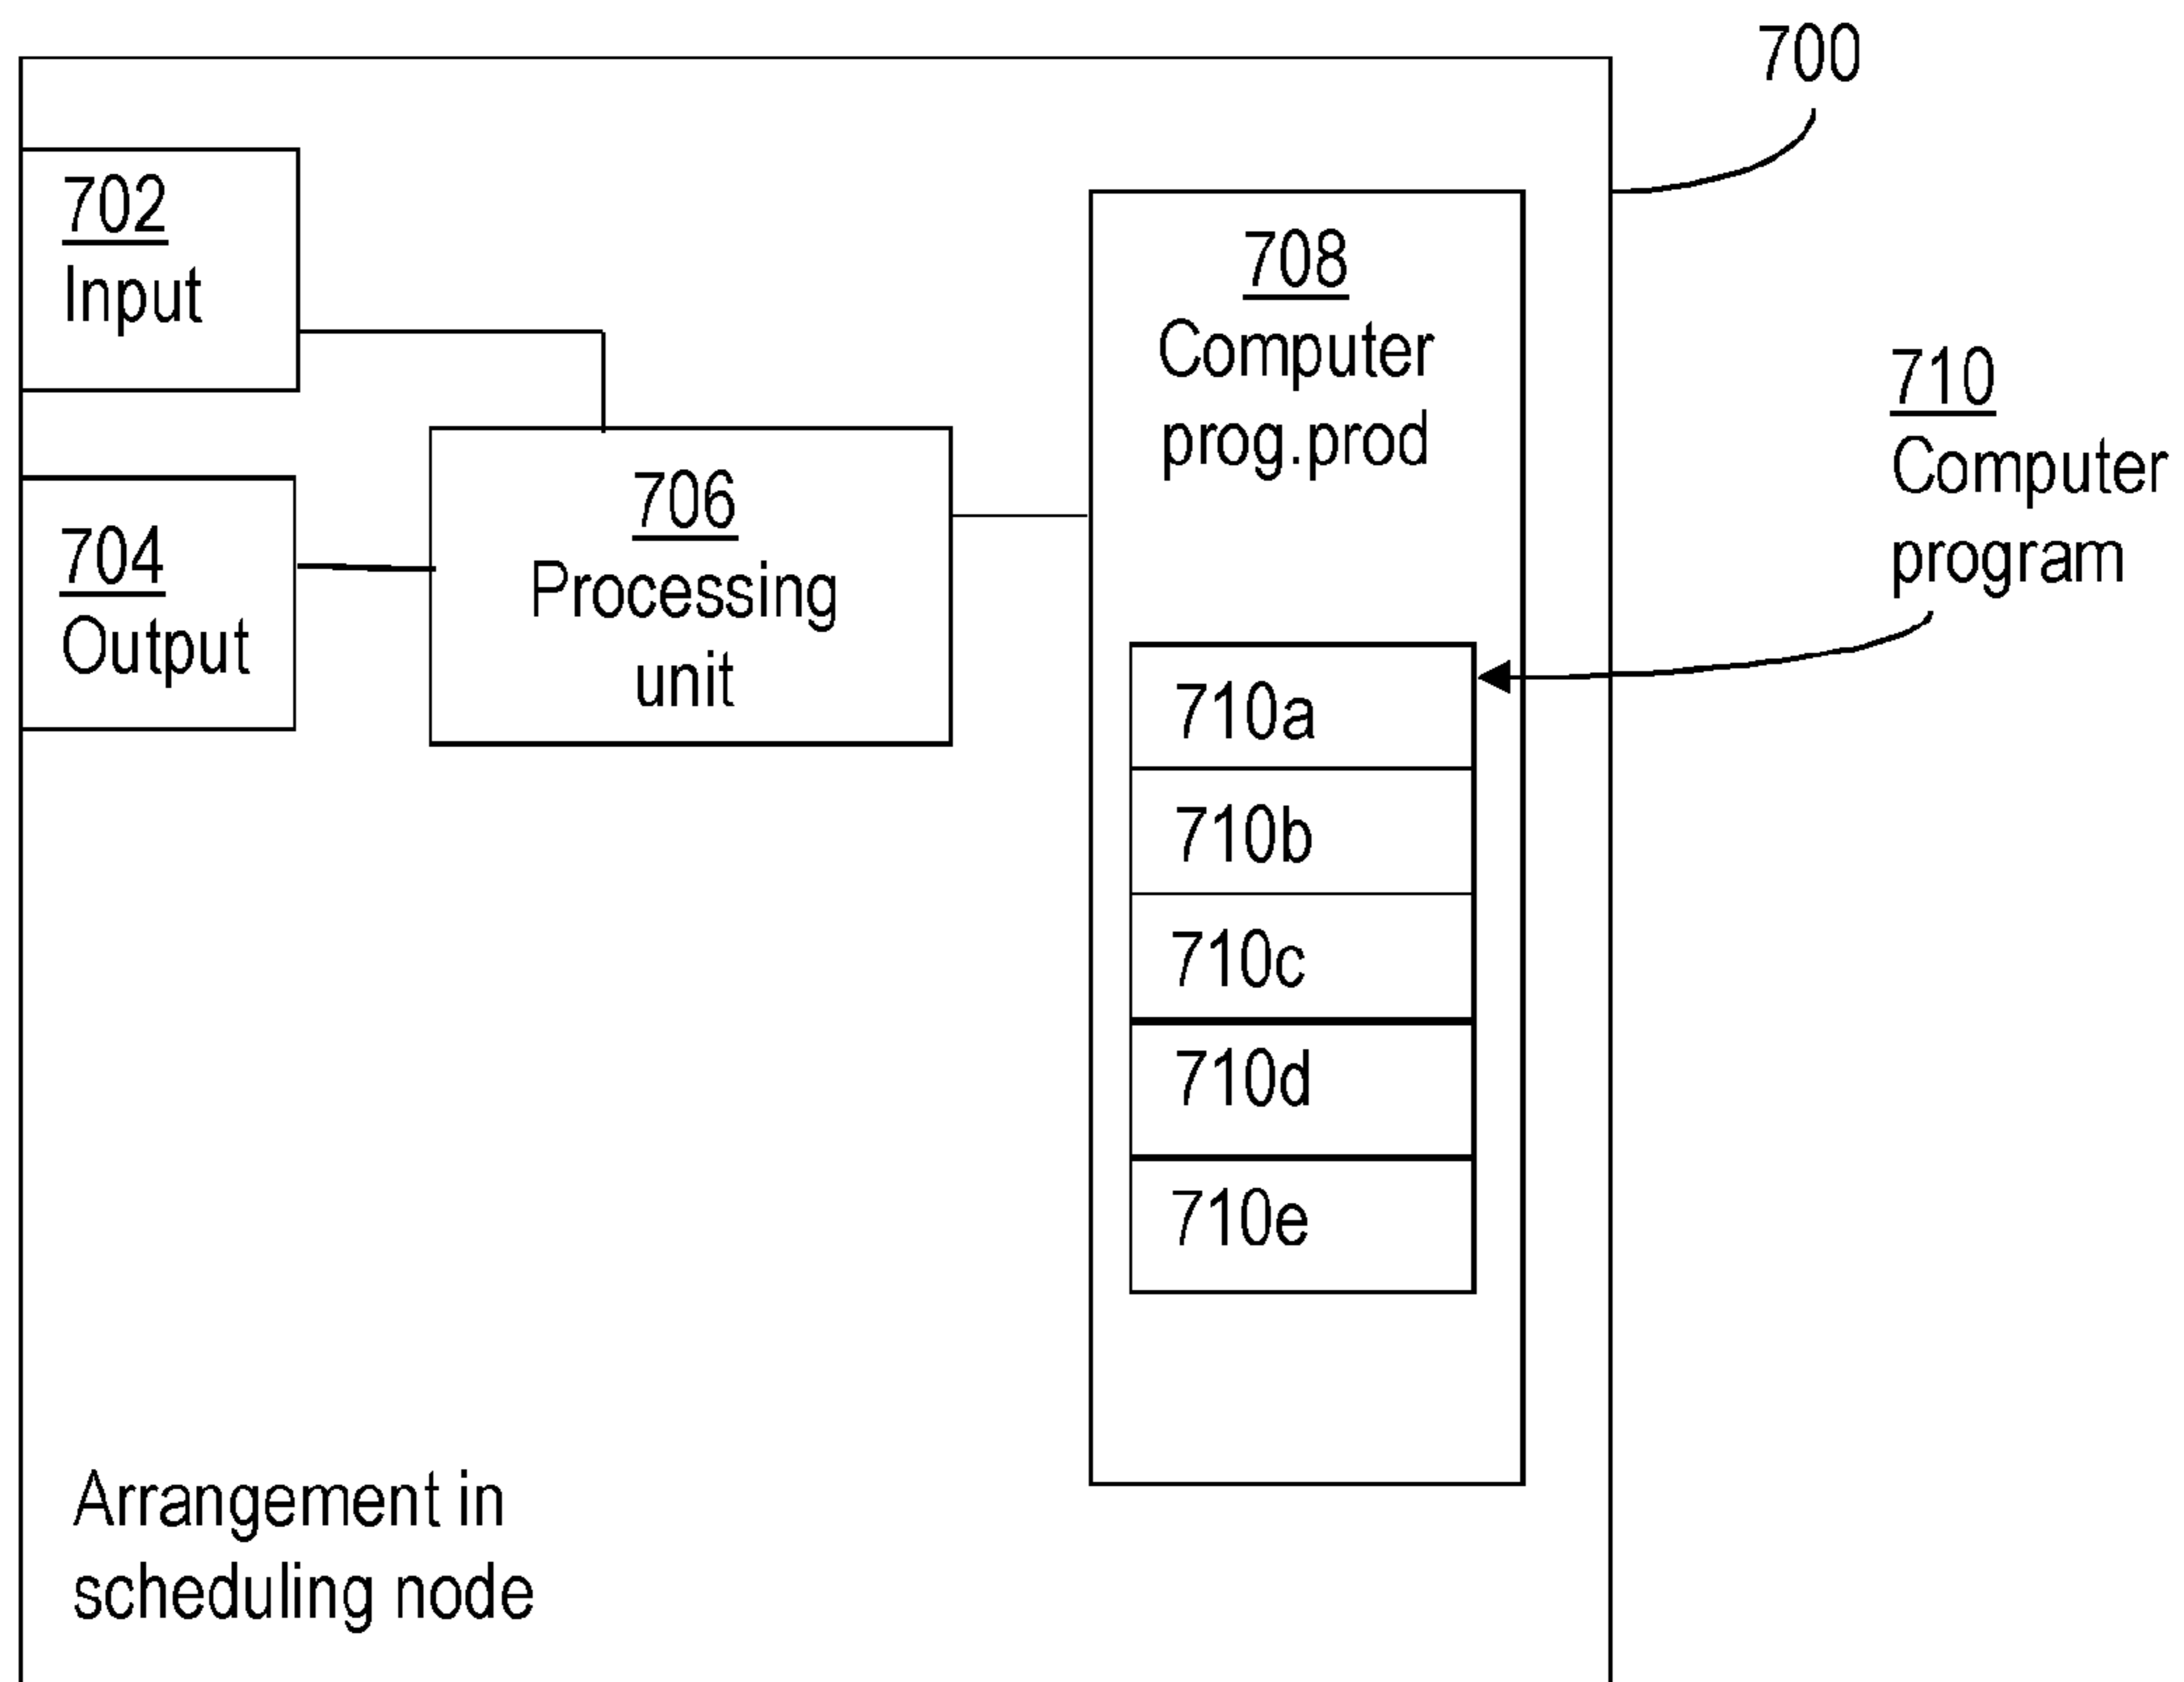 700
702
Input
704
Output
706
Processing
unit
708
Computer
prog.prod
710
Computer
program
710a
710b
710c
710d
710e
Arrangement in
scheduling node